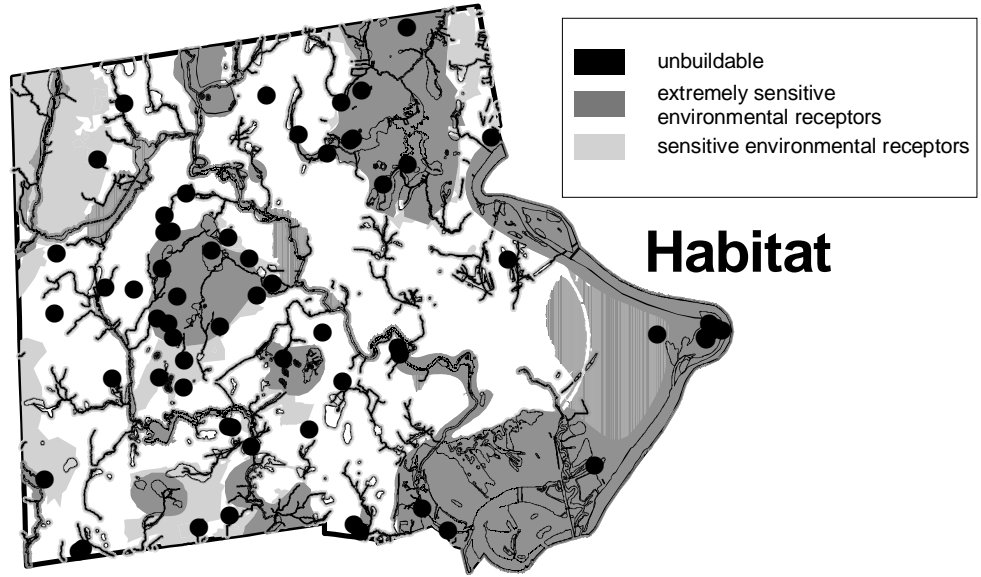 unbuildable
extremely sensitive
environmental receptors
sensitive environmental receptors
Habitat